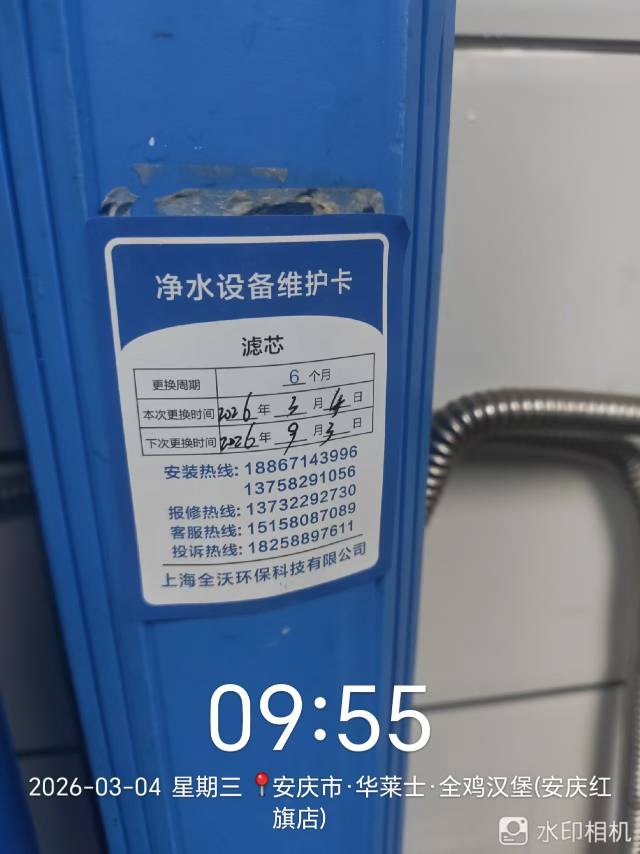 净水设备维护卡
滤芯
更换周期 6 个月
本次更换时间 2026 年 3 月 4 日
下次更换时间 2026 年 9 月 3 日
安装热线: 18867143996
13758291056
报修热线: 13732292730
客服热线: 15158087089
投诉热线: 18258897611
上海全沃环保科技有限公司
09:55
2026-03-04 星期三 📍安庆市·华莱士·全鸡汉堡(安庆红
旗店)
水印相机